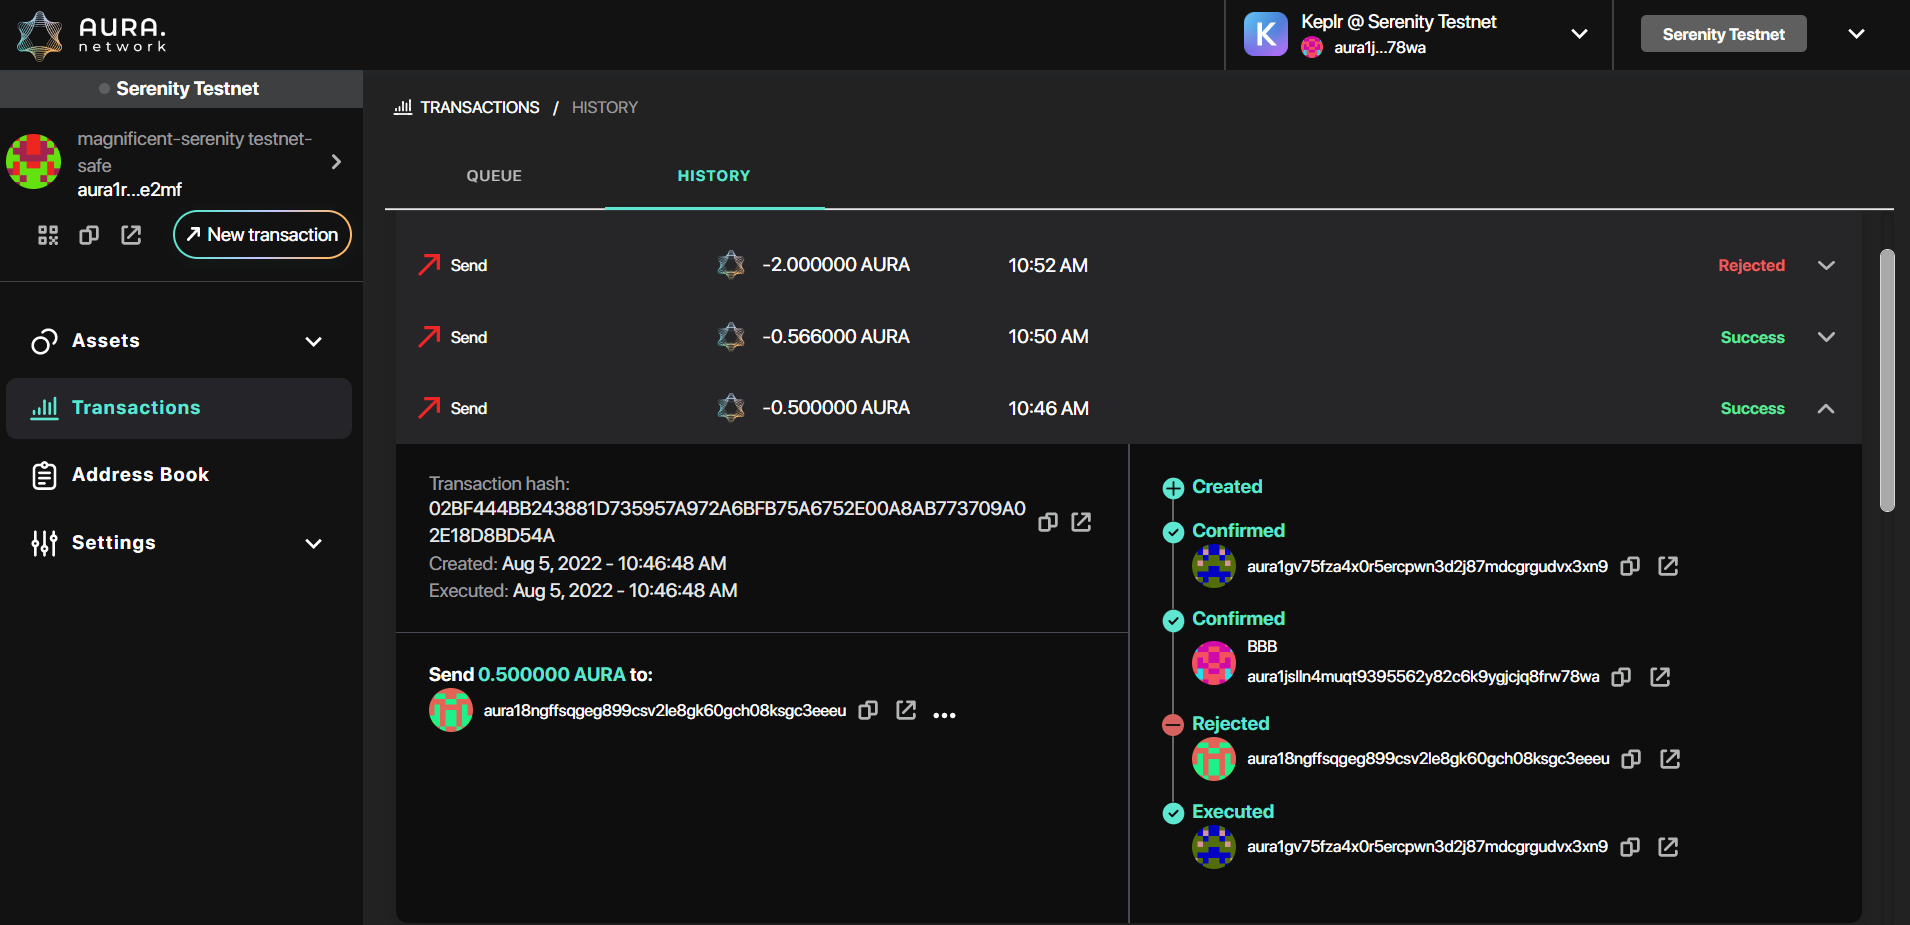 AURA.
network
K
Keplr @ Serenity Testnet
aura1j...78wa
Serenity Testnet
Serenity Testnet
magnificent-serenity testnet-
safe
aura1r...e2mf
New transaction
Assets
Transactions
Address Book
Settings
TRANSACTIONS / HISTORY
QUEUE
HISTORY
Send -2.000000 AURA 10:52 AM Rejected
Send -0.566000 AURA 10:50 AM Success
Send -0.500000 AURA 10:46 AM Success
Transaction hash:
02BF444BB243881D735957A972A6BFB75A6752E00A8AB773709A0
2E18D8BD54A
Created: Aug 5, 2022 - 10:46:48 AM
Executed: Aug 5, 2022 - 10:46:48 AM
Send 0.500000 AURA to:
aura18ngffsqgeg899csv2le8gk60gch08ksgc3eeeu
Created
Confirmed
aura1gv75fza4x0r5ercpwn3d2j87mdcgrgudvx3xn9
Confirmed
BBB
aura1jslln4muqt9395562y82c6k9ygjcjq8frw78wa
Rejected
aura18ngffsqgeg899csv2le8gk60gch08ksgc3eeeu
Executed
aura1gv75fza4x0r5ercpwn3d2j87mdcgrgudvx3xn9